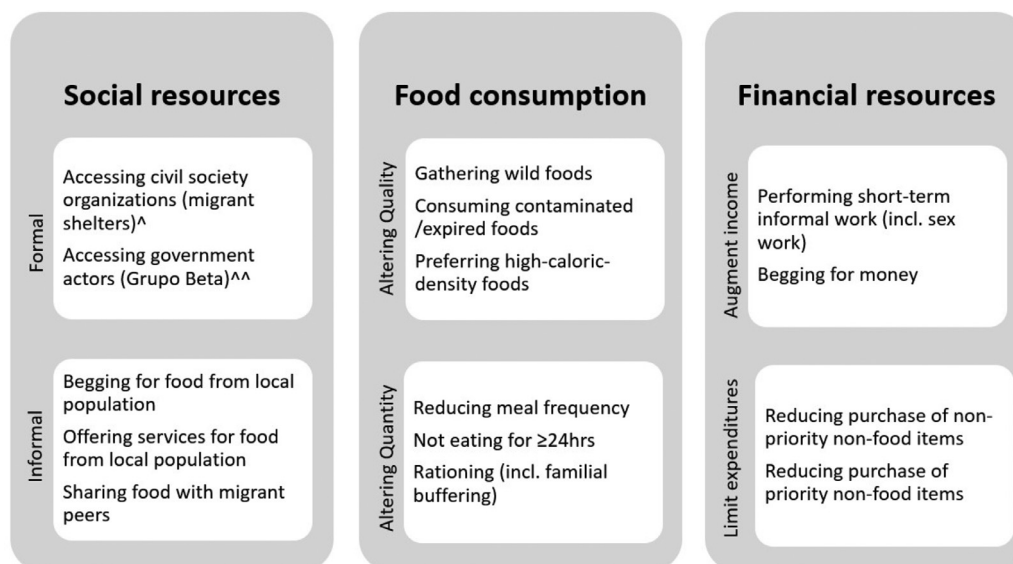 Social resources
Formal
Accessing civil society
organizations (migrant
shelters)^
Accessing government
actors (Grupo Beta)^^
Informal
Begging for food from local
population
Offering services for food
from local population
Sharing food with migrant
peers
Food consumption
Altering Quality
Gathering wild foods
Consuming contaminated
/expired foods
Preferring high-caloric-
density foods
Altering Quantity
Reducing meal frequency
Not eating for ≥24hrs
Rationing (incl. familial
buffering)
Financial resources
Augment income
Performing short-term
informal work (incl. sex
work)
Begging for money
Limit expenditures
Reducing purchase of non-
priority non-food items
Reducing purchase of
priority non-food items